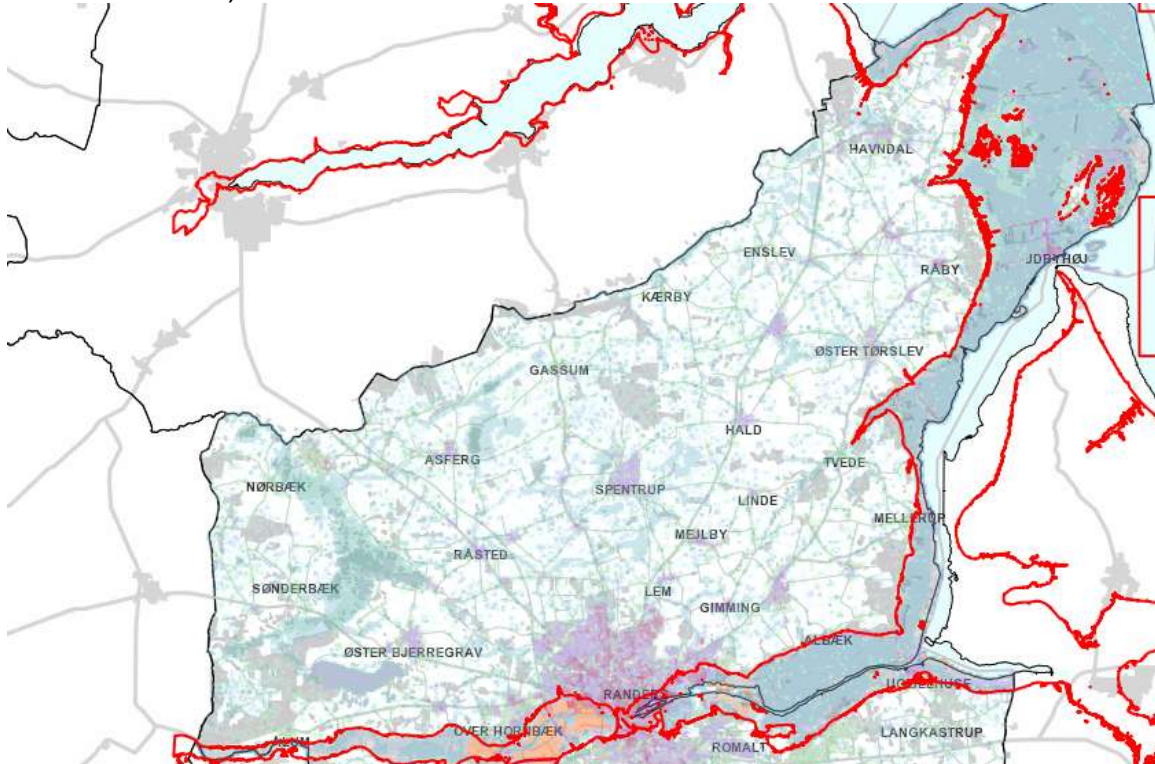 HAVNDAL
ENSLEV
RÅBY
KÆRBY
ØSTER TØRSLEV
GASSUM
HALD
ASFERG
TVEDE
NØRBÆK
SPENTRUP
LINDE
MELLERUP
MEJLBY
RÅSTED
SØNDERBÆK
LEM
GIMMING
ALBÆK
ØSTER BJERREGRAV
RANDERS
OVER HORNBÆK
LANGKASTRUP
ROMALT